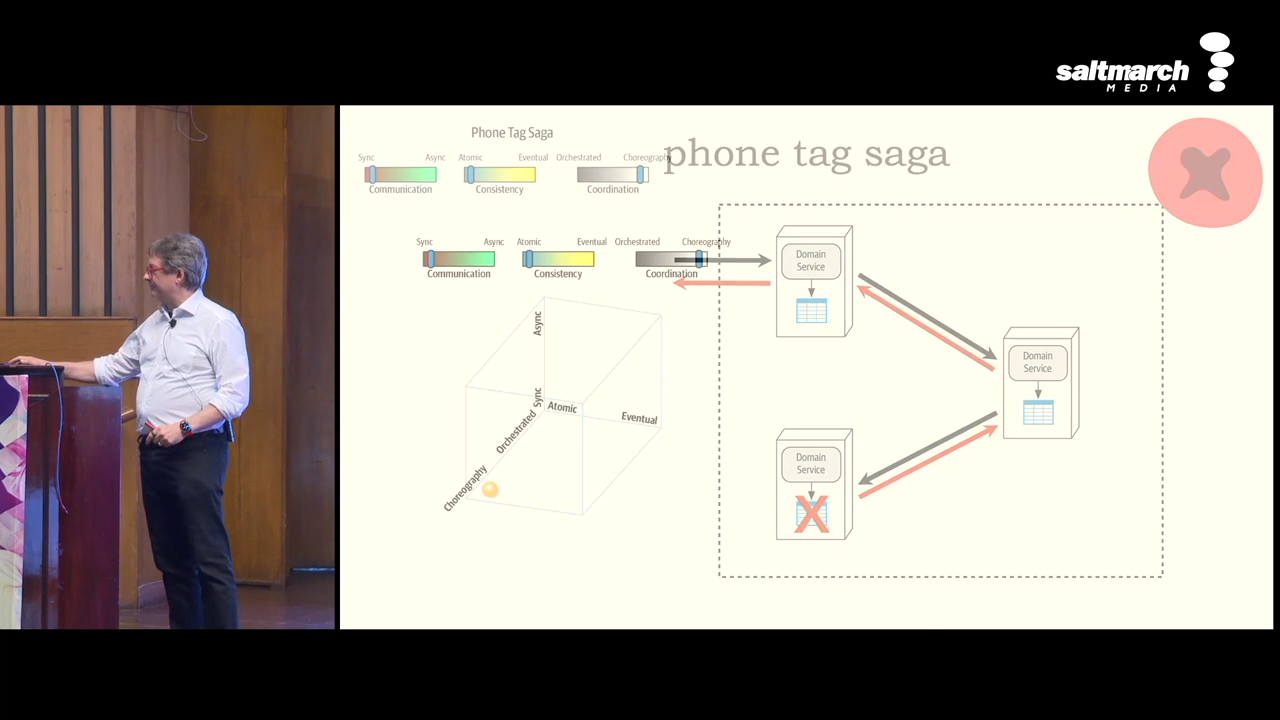 saltmarch
MEDIA
Phone Tag Saga
phone tag saga
Sync Async Atomic Eventual Orchestrated Choreography
Communication Consistency Coordination
Sync Async Atomic Eventual Orchestrated Choreography
Communication Consistency Coordination
Async
Sync
Atomic
Eventual
Orchestrated
Choreography
Domain
Service
Domain
Service
Domain
Service
X